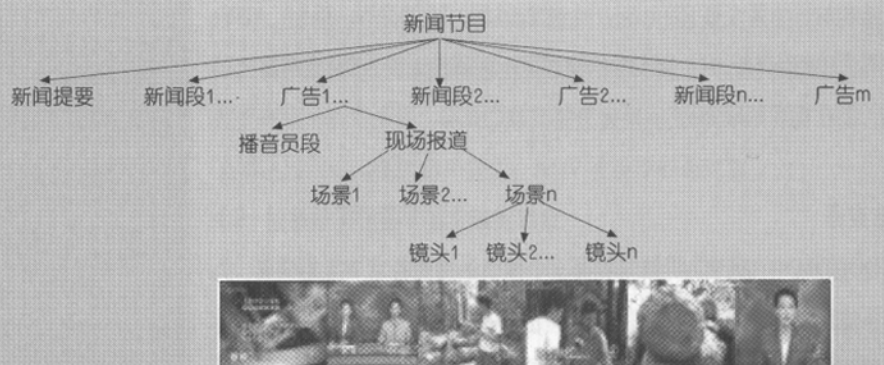 新闻节目
新闻提要 新闻段1... 广告1... 新闻段2... 广告2... 新闻段n... 广告m
播音员段 现场报道
场景1 场景2... 场景n
镜头1 镜头2... 镜头n